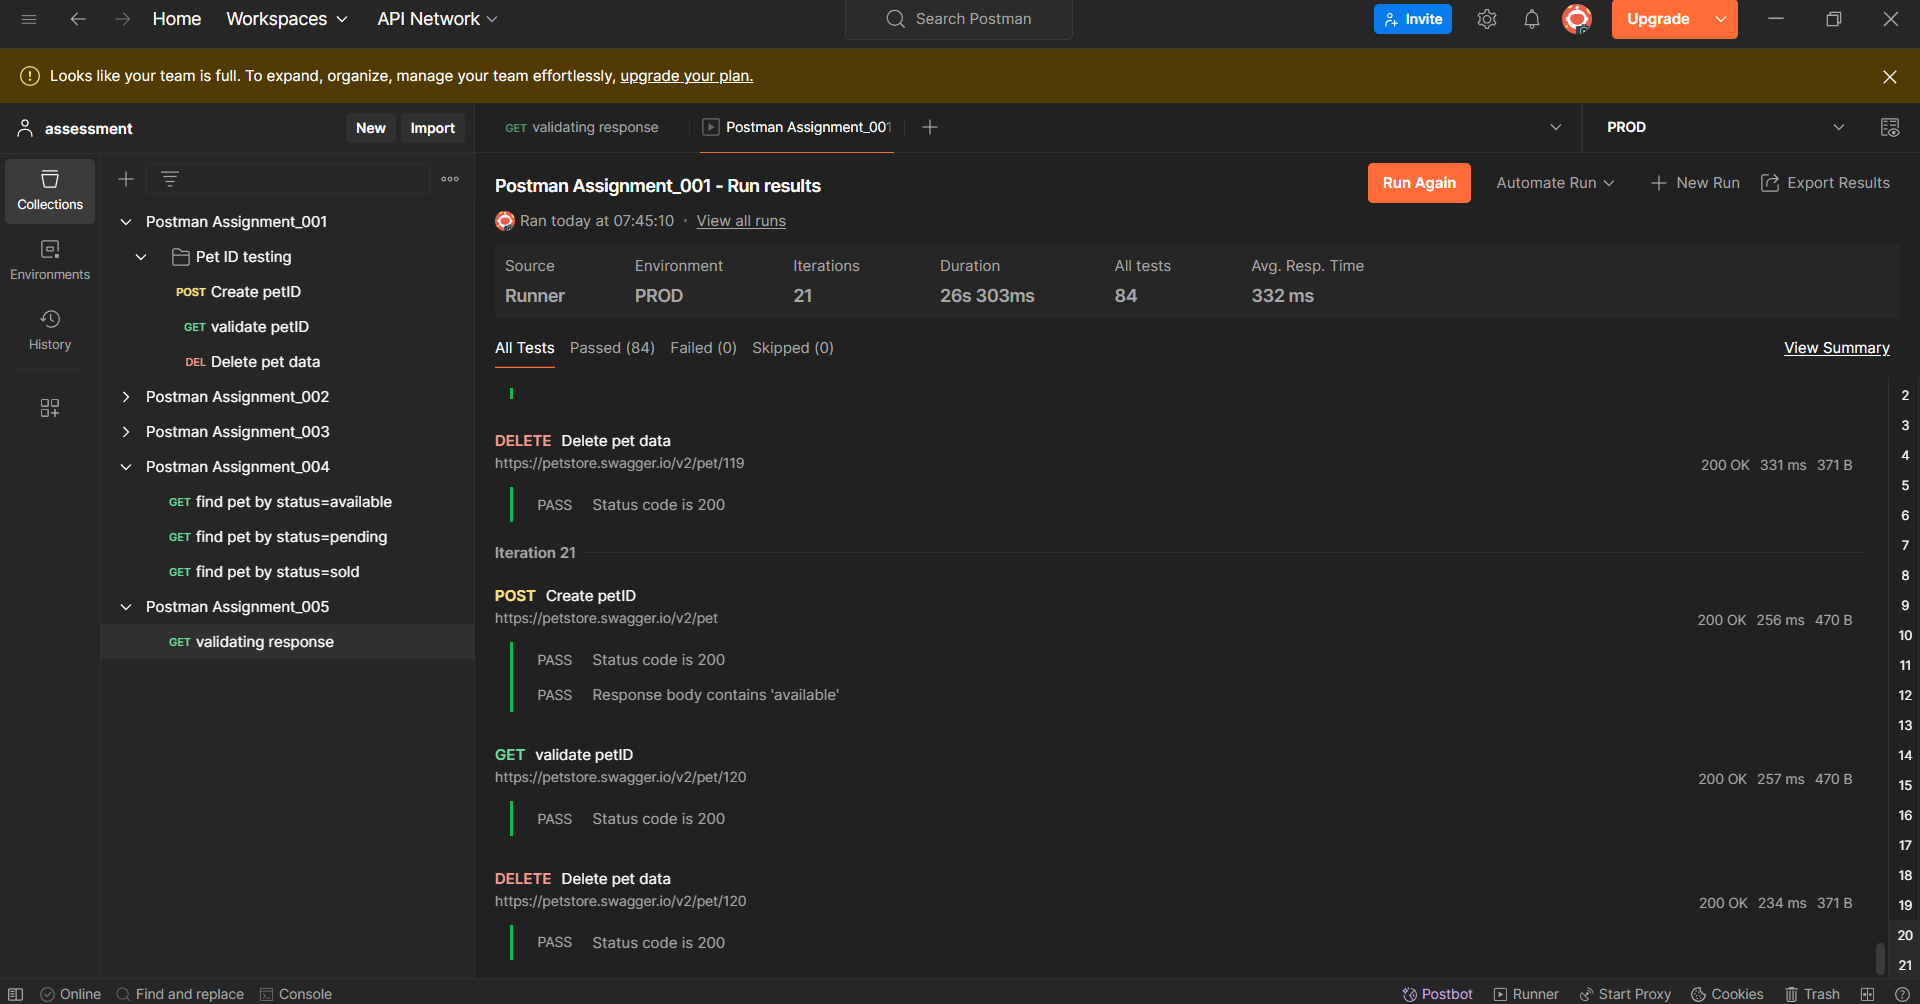 Home Workspaces API Network Search Postman Invite Upgrade
Looks like your team is full. To expand, organize, manage your team effortlessly, upgrade your plan.
assessment New Import
GET validating response Postman Assignment_001 PROD
Collections
Environments
History
Postman Assignment_001
Pet ID testing
POST Create petID
GET validate petID
DEL Delete pet data
Postman Assignment_002
Postman Assignment_003
Postman Assignment_004
GET find pet by status=available
GET find pet by status=pending
GET find pet by status=sold
Postman Assignment_005
GET validating response
Postman Assignment_001 - Run results
Run Again Automate Run New Run Export Results
Ran today at 07:45:10 · View all runs
Source Environment Iterations Duration All tests Avg. Resp. Time
Runner PROD 21 26s 303ms 84 332 ms
All Tests Passed (84) Failed (0) Skipped (0) View Summary
DELETE Delete pet data
https://petstore.swagger.io/v2/pet/119
200 OK 331 ms 371 B
PASS Status code is 200
Iteration 21
POST Create petID
https://petstore.swagger.io/v2/pet
200 OK 256 ms 470 B
PASS Status code is 200
PASS Response body contains 'available'
GET validate petID
https://petstore.swagger.io/v2/pet/120
200 OK 257 ms 470 B
PASS Status code is 200
DELETE Delete pet data
https://petstore.swagger.io/v2/pet/120
200 OK 234 ms 371 B
PASS Status code is 200
2
3
4
5
6
7
8
9
10
11
12
13
14
15
16
17
18
19
20
21
Online Find and replace Console Postbot Runner Start Proxy Cookies Trash